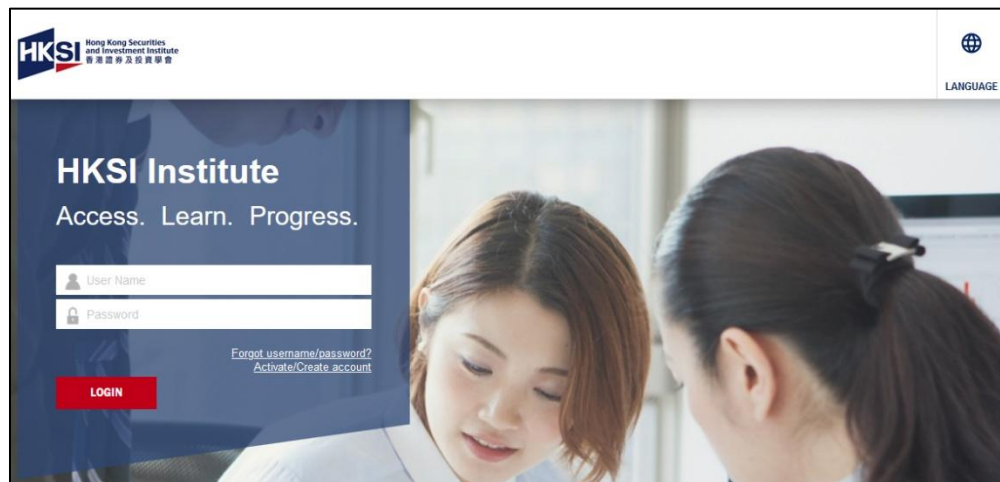 HKSI
Hong Kong Securities
and Investment Institute
香港證券及投資學會
LANGUAGE
HKSI Institute
Access. Learn. Progress.
User Name
Password
Forgot username/password?
Activate/Create account
LOGIN